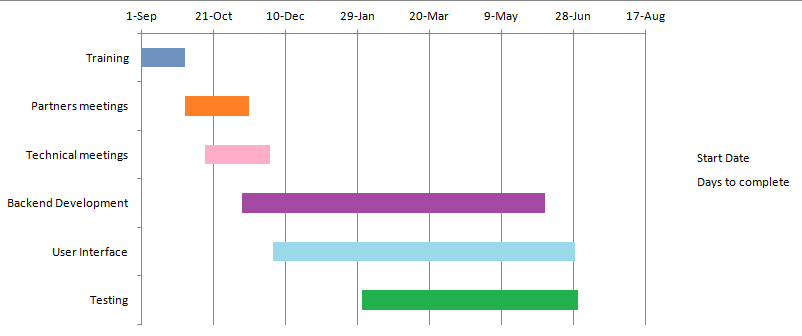 1-Sep 21-Oct 10-Dec 29-Jan 20-Mar 9-May 28-Jun 17-Aug
Training
Partners meetings
Technical meetings
Start Date
Days to complete
Backend Development
User Interface
Testing